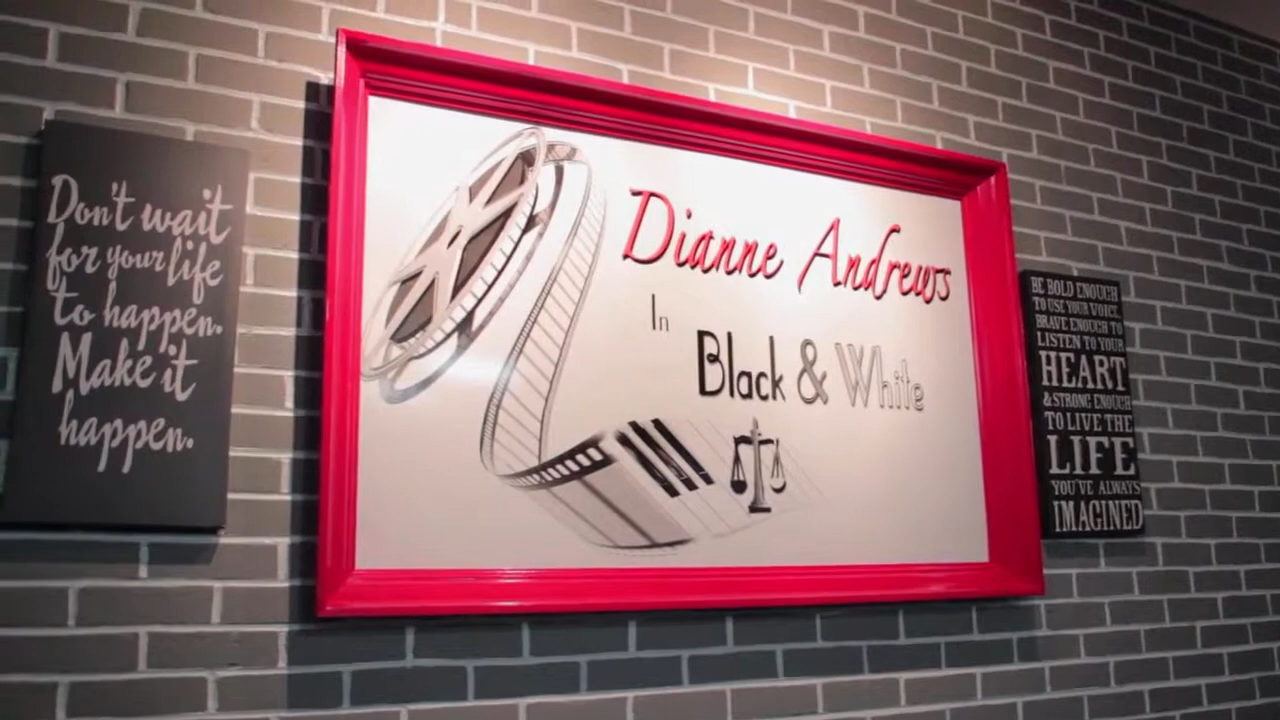 Don't wait
for your life
to happen.
Make it
happen.
Dianne Andrews
In
Black & White
BE BOLD ENOUGH
TO USE YOUR VOICE,
BRAVE ENOUGH TO
LISTEN TO YOUR
HEART
& STRONG ENOUGH
TO LIVE THE
LIFE
YOU'VE ALWAYS
IMAGINED